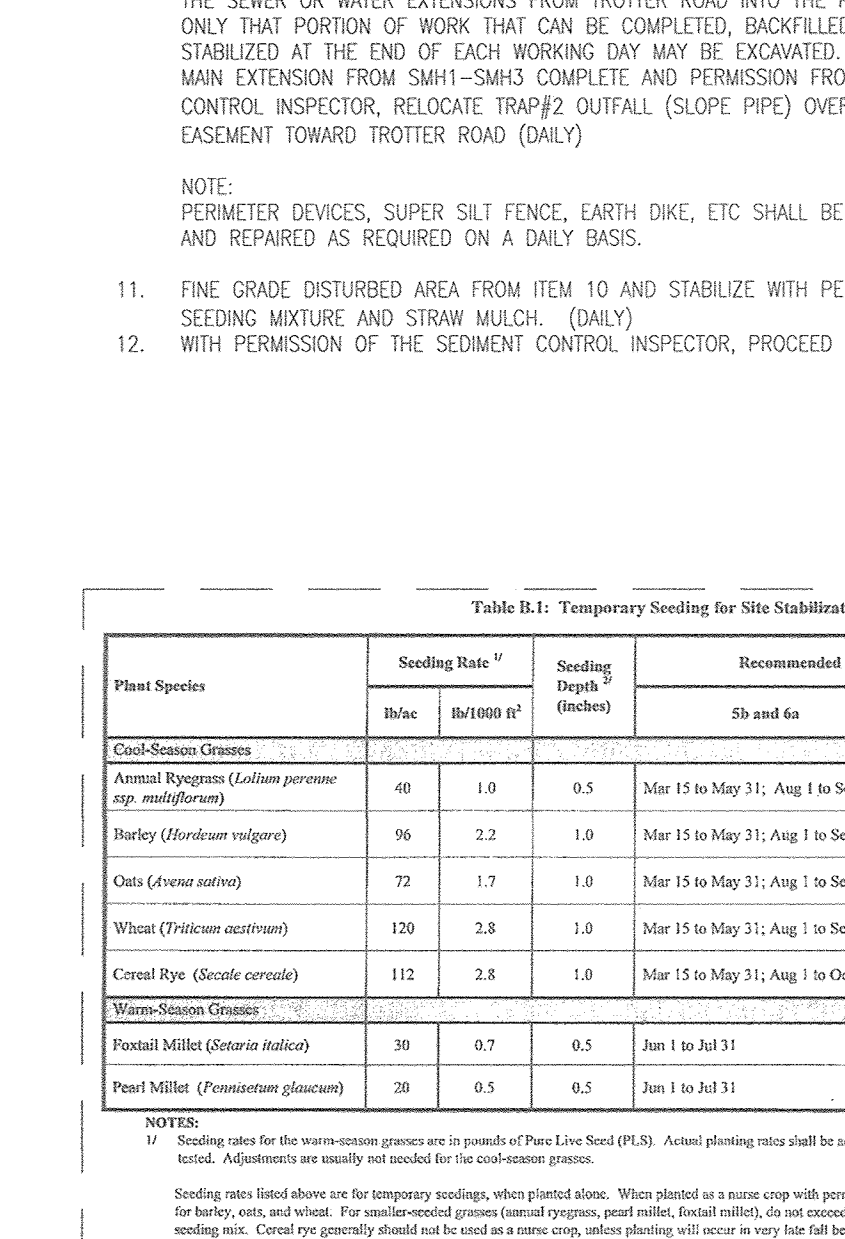 THE SEWER OR WATER EXTENSIONS FROM TROTTER ROAD INTO THE
ONLY THAT PORTION OF WORK THAT CAN BE COMPLETED, BACKFILLED
STABILIZED AT THE END OF EACH WORKING DAY MAY BE EXCAVATED.
MAIN EXTENSION FROM SMH1-SMH3 COMPLETE AND PERMISSION FRO
CONTROL INSPECTOR, RELOCATE TRAP#2 OUTFALL (SLOPE PIPE) OVER
EASEMENT TOWARD TROTTER ROAD (DAILY)
NOTE:
PERIMETER DEVICES, SUPER SILT FENCE, EARTH DIKE, ETC SHALL BE
AND REPAIRED AS REQUIRED ON A DAILY BASIS.
11. FINE GRADE DISTURBED AREA FROM ITEM 10 AND STABILIZE WITH PE
SEEDING MIXTURE AND STRAW MULCH. (DAILY)
12. WITH PERMISSION OF THE SEDIMENT CONTROL INSPECTOR, PROCEED
Table B.1: Temporary Seeding for Site Stabilizat
Plant Species
Seeding Rate 1/
lb/ac
lb/1000 ft²
Seeding
Depth 2/
(inches)
Recommended
5b and 6a
Cool-Season Grasses
Annual Ryegrass (Lolium perenne
ssp. multiflorum) 40 1.0 0.5 Mar 15 to May 31; Aug 1 to Se
Barley (Hordeum vulgare) 96 2.2 1.0 Mar 15 to May 31; Aug 1 to Se
Oats (Avena sativa) 72 1.7 1.0 Mar 15 to May 31; Aug 1 to Se
Wheat (Triticum aestivum) 120 2.8 1.0 Mar 15 to May 31; Aug 1 to Se
Cereal Rye (Secale cereale) 112 2.8 1.0 Mar 15 to May 31; Aug 1 to Oc
Warm-Season Grasses
Foxtail Millet (Setaria italica) 30 0.7 0.5 Jun 1 to Jul 31
Pearl Millet (Pennisetum glaucum) 20 0.5 0.5 Jun 1 to Jul 31
NOTES:
1/ Seeding rates for the warm-season grasses are in pounds of Pure Live Seed (PLS). Actual planting rates shall be a
tested. Adjustments are usually not needed for the cool-season grasses.
Seeding rates listed above are for temporary seedings, when planted alone. When planted as a nurse crop with perm
for barley, oats, and wheat. For smaller-seeded grasses (annual ryegrass, pearl millet, foxtail millet), do not exceed
seeding mix. Cereal rye generally should not be used as a nurse crop, unless planting will occur in very late fall be